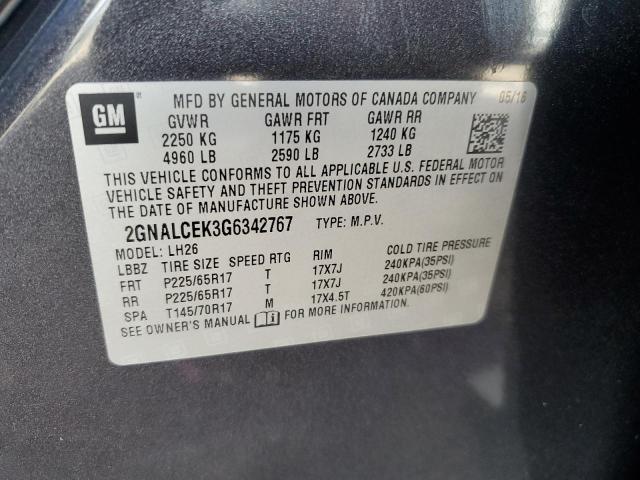 GM MFD BY GENERAL MOTORS OF CANADA COMPANY 05/16
GVWR GAWR FRT GAWR RR
2250 KG 1175 KG 1240 KG
4960 LB 2590 LB 2733 LB
THIS VEHICLE CONFORMS TO ALL APPLICABLE U.S. FEDERAL MOTOR
VEHICLE SAFETY AND THEFT PREVENTION STANDARDS IN EFFECT ON
THE DATE OF MANUFACTURE SHOWN ABOVE.
2GNALCEK3G6342767 TYPE: M.P.V.
MODEL: LH26
LBBZ TIRE SIZE SPEED RTG RIM COLD TIRE PRESSURE
FRT P225/65R17 T 17X7J 240KPA(35PSI)
RR P225/65R17 T 17X7J 240KPA(35PSI)
SPA T145/70R17 M 17X4.5T 420KPA(60PSI)
SEE OWNER'S MANUAL FOR MORE INFORMATION.